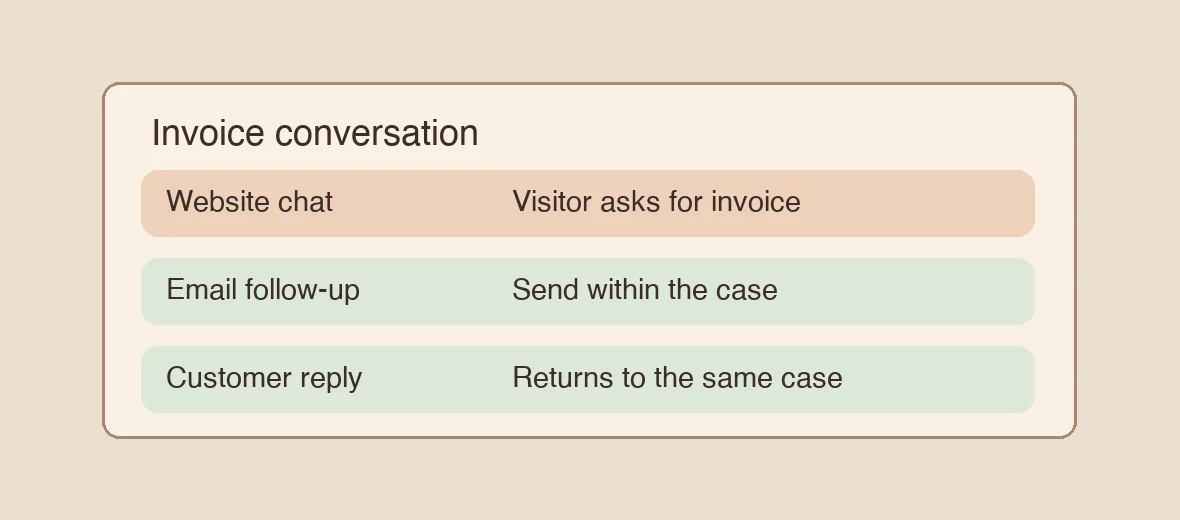 Invoice conversation
Website chat Visitor asks for invoice
Email follow-up Send within the case
Customer reply Returns to the same case